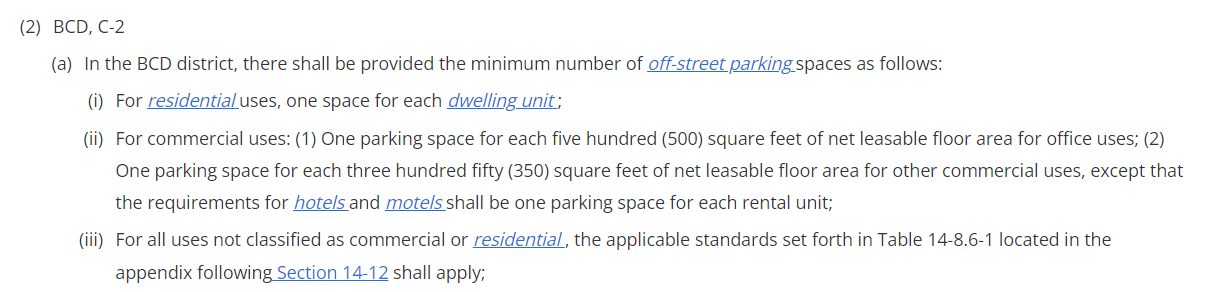 (2) BCD, C-2
(a) In the BCD district, there shall be provided the minimum number of off-street parking spaces as follows:
(i) For residential uses, one space for each dwelling unit ;
(ii) For commercial uses: (1) One parking space for each five hundred (500) square feet of net leasable floor area for office uses; (2)
One parking space for each three hundred fifty (350) square feet of net leasable floor area for other commercial uses, except that
the requirements for hotels and motels shall be one parking space for each rental unit;
(iii) For all uses not classified as commercial or residential , the applicable standards set forth in Table 14-8.6-1 located in the
appendix following Section 14-12 shall apply;